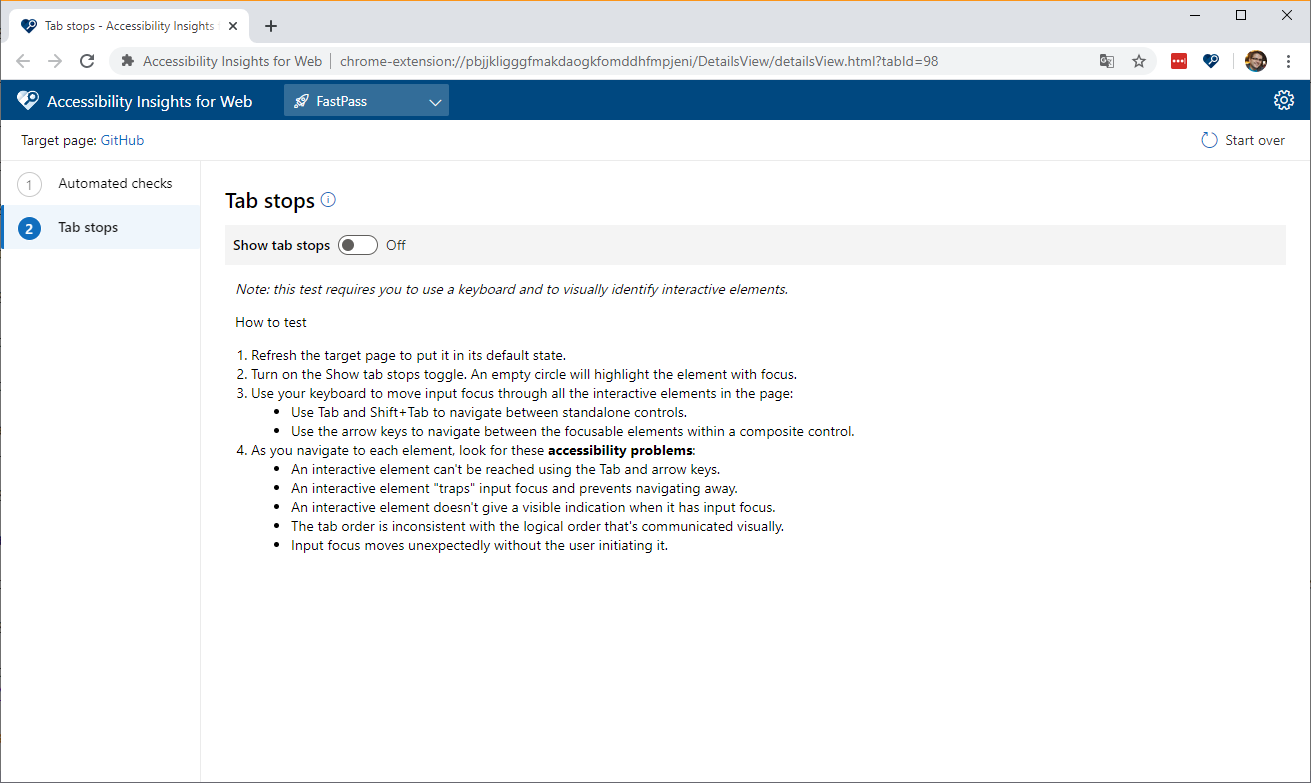 Tab stops - Accessibility Insights
Accessibility Insights for Web
chrome-extension://pbjjkligggfmakdaogkfomddhfmpjeni/DetailsView/detailsView.html?tabId=98
Accessibility Insights for Web
FastPass
Target page: GitHub
Start over
1 Automated checks
2 Tab stops
Tab stops
Show tab stops Off
Note: this test requires you to use a keyboard and to visually identify interactive elements.
How to test
1. Refresh the target page to put it in its default state.
2. Turn on the Show tab stops toggle. An empty circle will highlight the element with focus.
3. Use your keyboard to move input focus through all the interactive elements in the page:
• Use Tab and Shift+Tab to navigate between standalone controls.
• Use the arrow keys to navigate between the focusable elements within a composite control.
4. As you navigate to each element, look for these accessibility problems:
• An interactive element can't be reached using the Tab and arrow keys.
• An interactive element "traps" input focus and prevents navigating away.
• An interactive element doesn't give a visible indication when it has input focus.
• The tab order is inconsistent with the logical order that's communicated visually.
• Input focus moves unexpectedly without the user initiating it.